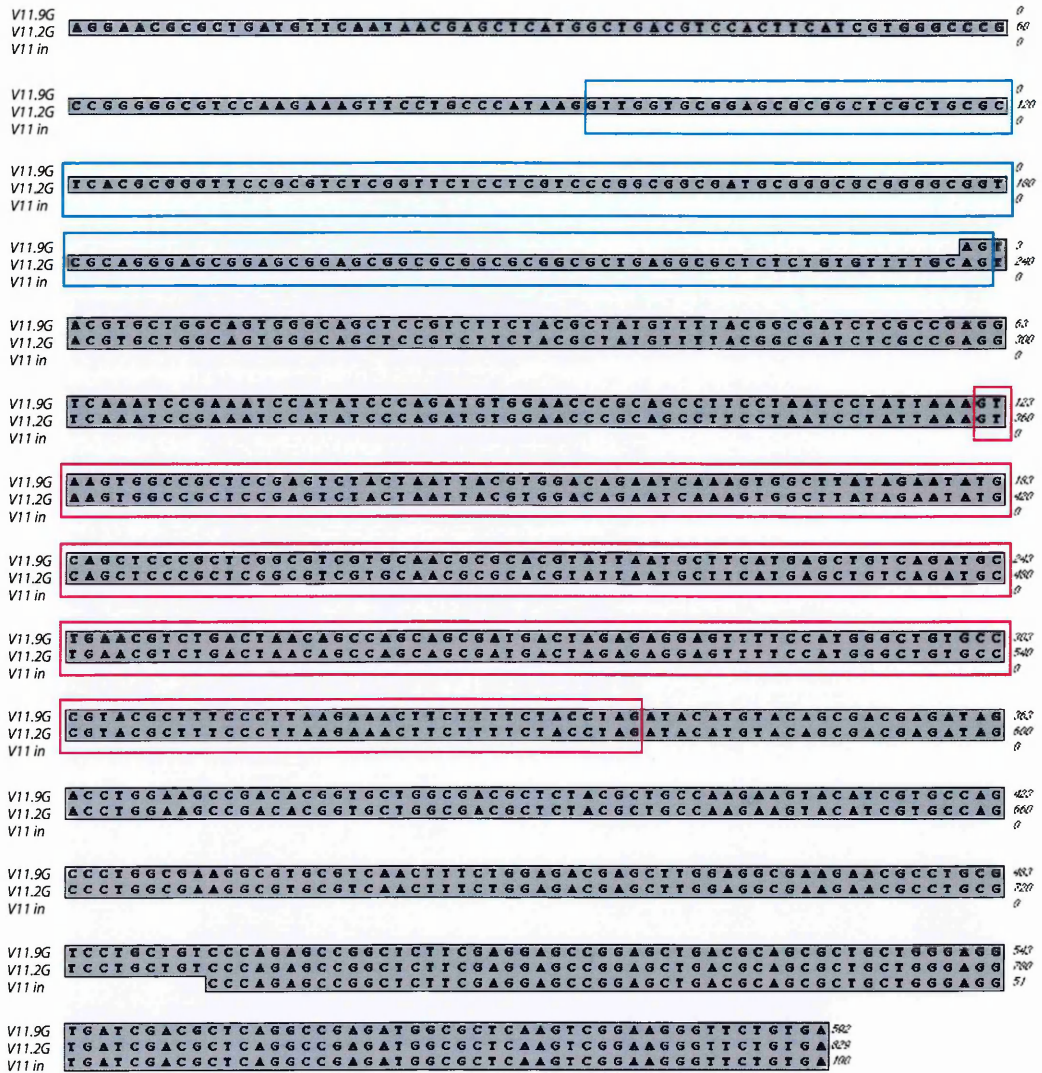 V11.9G 0
V11.2G AGGAACGCGCTGATGTTCAATAACGAGCTCATGGCTGACGTCCACTTCATCGTGGGCCCG 60
V11 in 0
V11.9G 0
V11.2G CCGGGGGCGTCCAAGAAAGTTCCTGCCCATAAGGTTGGTGCGGAGCGCGGCTCGCTGCGC 120
V11 in 0
V11.9G 0
V11.2G TCACGCGGGTTCCGCGTCTCGGTTCTCCTCGTCCCGGCGGCGATGCGGGCGCGGGGCGGT 180
V11 in 0
V11.9G AGT 3
V11.2G CGCAGGGAGCGGAGCGGAGCGGCGCGGCGCGGCGCTGAGGCGCTCTCTGTGTTTTGCAGT 240
V11 in 0
V11.9G ACGTGCTGGCAGTGGGCAGCTCCGTCTTCTACGCTATGTTTTACGGCGATCTCGCCGAGG 63
V11.2G ACGTGCTGGCAGTGGGCAGCTCCGTCTTCTACGCTATGTTTTACGGCGATCTCGCCGAGG 300
V11 in 0
V11.9G TCAAATCCGAAATCCATATCCCAGATGTGGAACCCGCAGCCTTCCTAATCCTATTAAAGT 123
V11.2G TCAAATCCGAAATCCATATCCCAGATGTGGAACCCGCAGCCTTCCTAATCCTATTAAAGT 360
V11 in 0
V11.9G AAGTGGCCGCTCCGAGTCTACTAATTACGTGGACAGAATCAAAGTGGCTTATAGAATATG 183
V11.2G AAGTGGCCGCTCCGAGTCTACTAATTACGTGGACAGAATCAAAGTGGCTTATAGAATATG 420
V11 in 0
V11.9G CAGCTCCCGCTCGGCGTCGTGCAACGCGCACGTATTAATGCTTCATGAGCTGTCAGATGC 243
V11.2G CAGCTCCCGCTCGGCGTCGTGCAACGCGCACGTATTAATGCTTCATGAGCTGTCAGATGC 480
V11 in 0
V11.9G TGAACGTCTGACTAACAGCCAGCAGCGATGACTAGAGAGGAGTTTTCCATGGGCTGTGCC 303
V11.2G TGAACGTCTGACTAACAGCCAGCAGCGATGACTAGAGAGGAGTTTTCCATGGGCTGTGCC 540
V11 in 0
V11.9G CGTACGCTTTCCCTTAAGAAACTTCTTTTCTACCTAGATACATGTACAGCGACGAGATAG 363
V11.2G CGTACGCTTTCCCTTAAGAAACTTCTTTTCTACCTAGATACATGTACAGCGACGAGATAG 600
V11 in 0
V11.9G ACCTGGAAGCCGACACGGTGCTGGCGACGCTCTACGCTGCCAAGAAGTACATCGTGCCAG 423
V11.2G ACCTGGAAGCCGACACGGTGCTGGCGACGCTCTACGCTGCCAAGAAGTACATCGTGCCAG 660
V11 in 0
V11.9G CCCTGGCGAAGGCGTGCGTCAACTTTCTGGAGACGAGCTTGGAGGCGAAGAACGCCTGCG 483
V11.2G CCCTGGCGAAGGCGTGCGTCAACTTTCTGGAGACGAGCTTGGAGGCGAAGAACGCCTGCG 720
V11 in 0
V11.9G TCCTGCTGTCCCAGAGCCGGCTCTTCGAGGAGCCGGAGCTGACGCAGCGCTGCTGGGAGG 543
V11.2G TCCTGCTGTCCCAGAGCCGGCTCTTCGAGGAGCCGGAGCTGACGCAGCGCTGCTGGGAGG 780
V11 in CCCAGAGCCGGCTCTTCGAGGAGCCGGAGCTGACGCAGCGCTGCTGGGAGG 51
V11.9G TGATCGACGCTCAGGCCGAGATGGCGCTCAAGTCGGAAGGGTTCTGTGA 592
V11.2G TGATCGACGCTCAGGCCGAGATGGCGCTCAAGTCGGAAGGGTTCTGTGA 829
V11 in TGATCGACGCTCAGGCCGAGATGGCGCTCAAGTCGGAAGGGTTCTGTGA 100